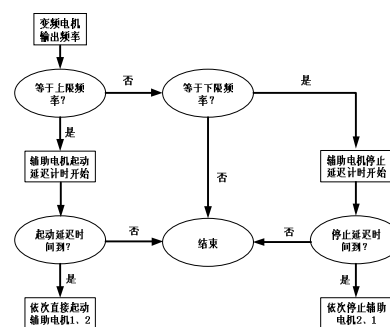 变频电机
输出频率
等于上限频
率?
否
等于下限频
率?
是
是
辅助电机起动
延迟计时开始
否
辅助电机停止
延迟计时开始
起动延迟时
间到?
否
结束
否
停止延迟时
间到?
是
是
依次直接起动
辅助电机1、2
依次停止辅助
电机2、1